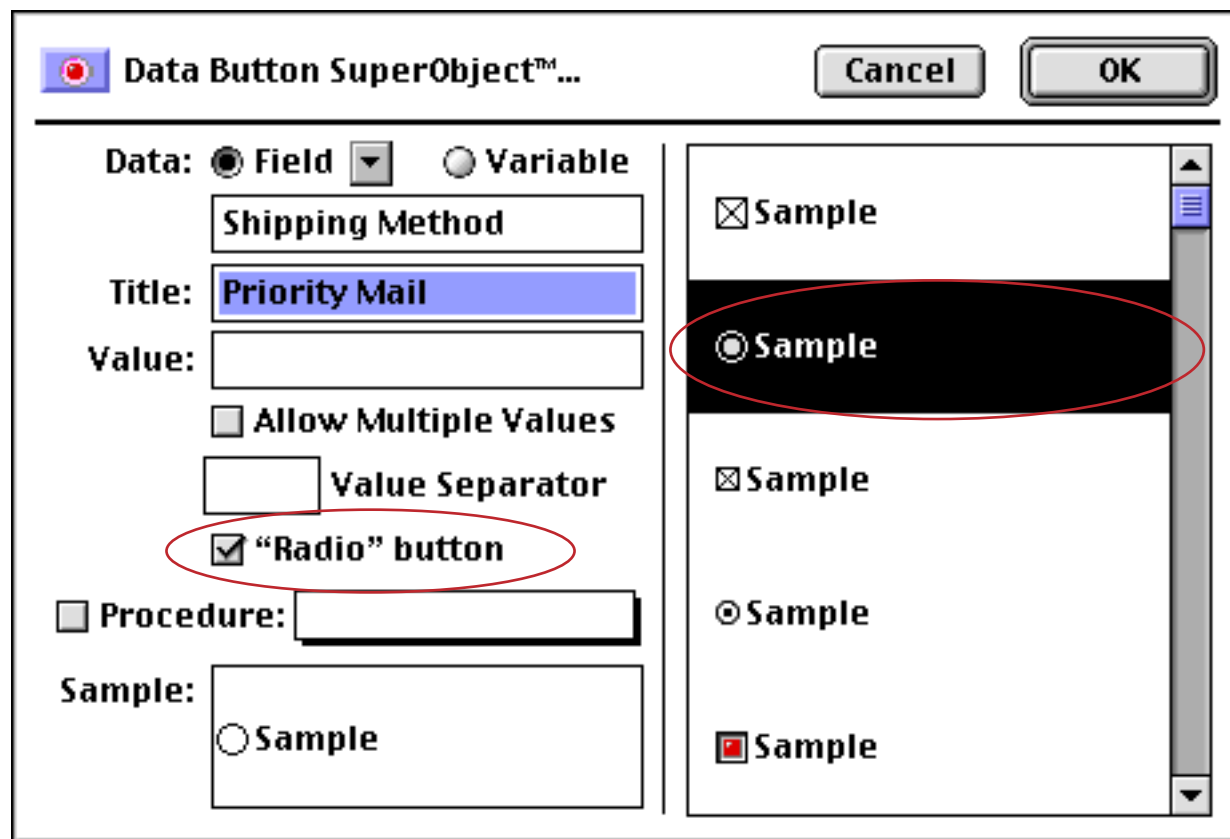 Data Button SuperObject™...
Cancel
OK
Data: Field Variable
Shipping Method
Title: Priority Mail
Value:
Allow Multiple Values
Value Separator
“Radio” button
Procedure:
Sample:
Sample
Sample
Sample
Sample
Sample
Sample